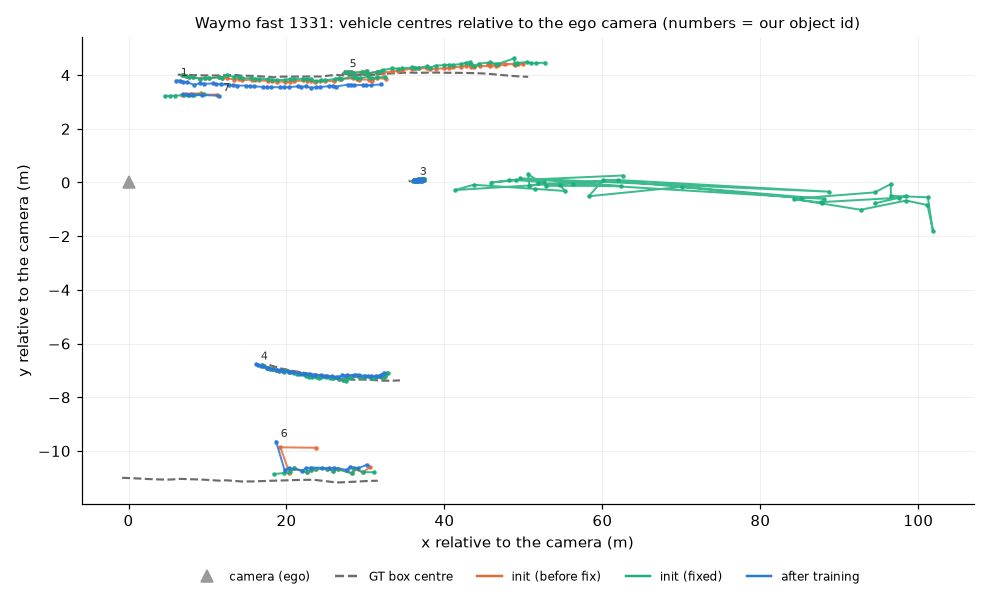 Waymo fast 1331: vehicle centres relative to the ego camera (numbers = our object id)
y relative to the camera (m)
4
2
0
−2
−4
−6
−8
−10
1
5
7
3
4
6
0
20
40
60
80
100
x relative to the camera (m)
camera (ego)
GT box centre
init (before fix)
init (fixed)
after training